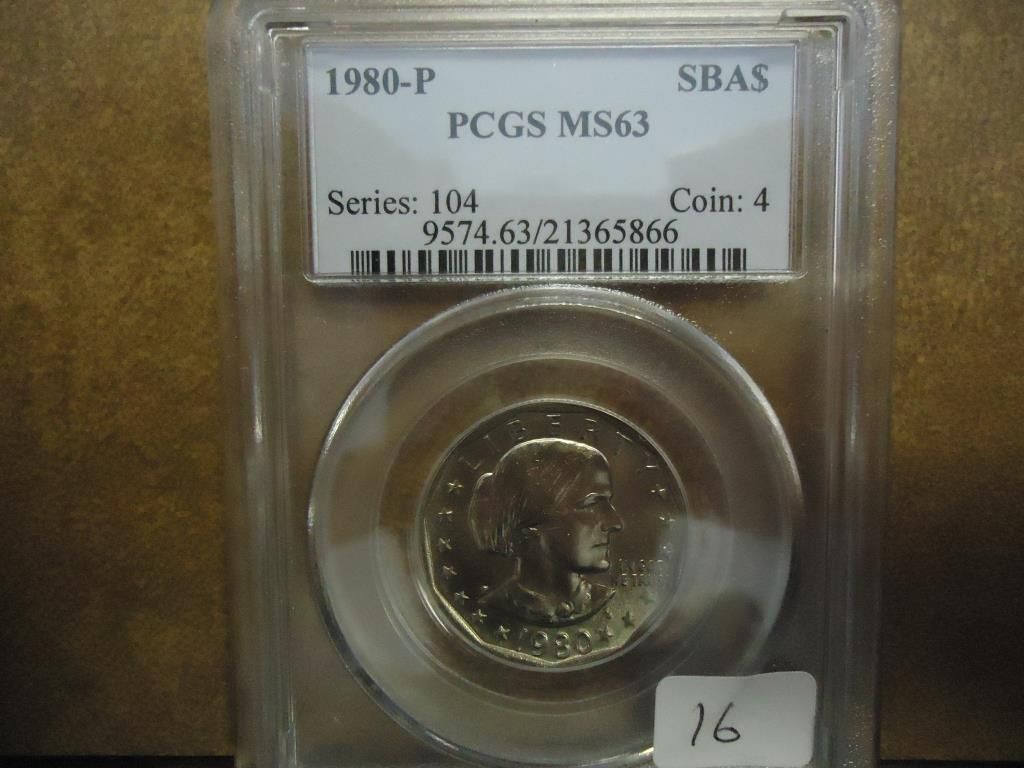 1980-P SBA$
PCGS MS63
Series: 104 Coin: 4
9574.63/21365866
LIBERTY
1980
16